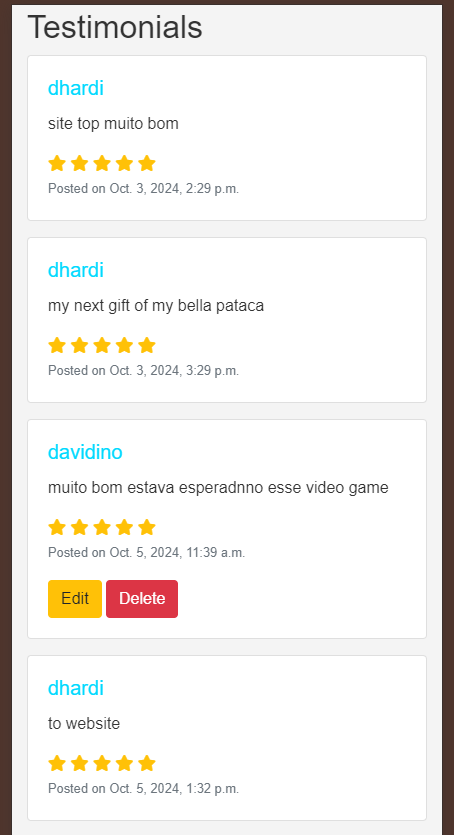 Testimonials
dhardi
site top muito bom
Posted on Oct. 3, 2024, 2:29 p.m.
dhardi
my next gift of my bella pataca
Posted on Oct. 3, 2024, 3:29 p.m.
davidino
muito bom estava esperadnno esse video game
Posted on Oct. 5, 2024, 11:39 a.m.
Edit Delete
dhardi
to website
Posted on Oct. 5, 2024, 1:32 p.m.